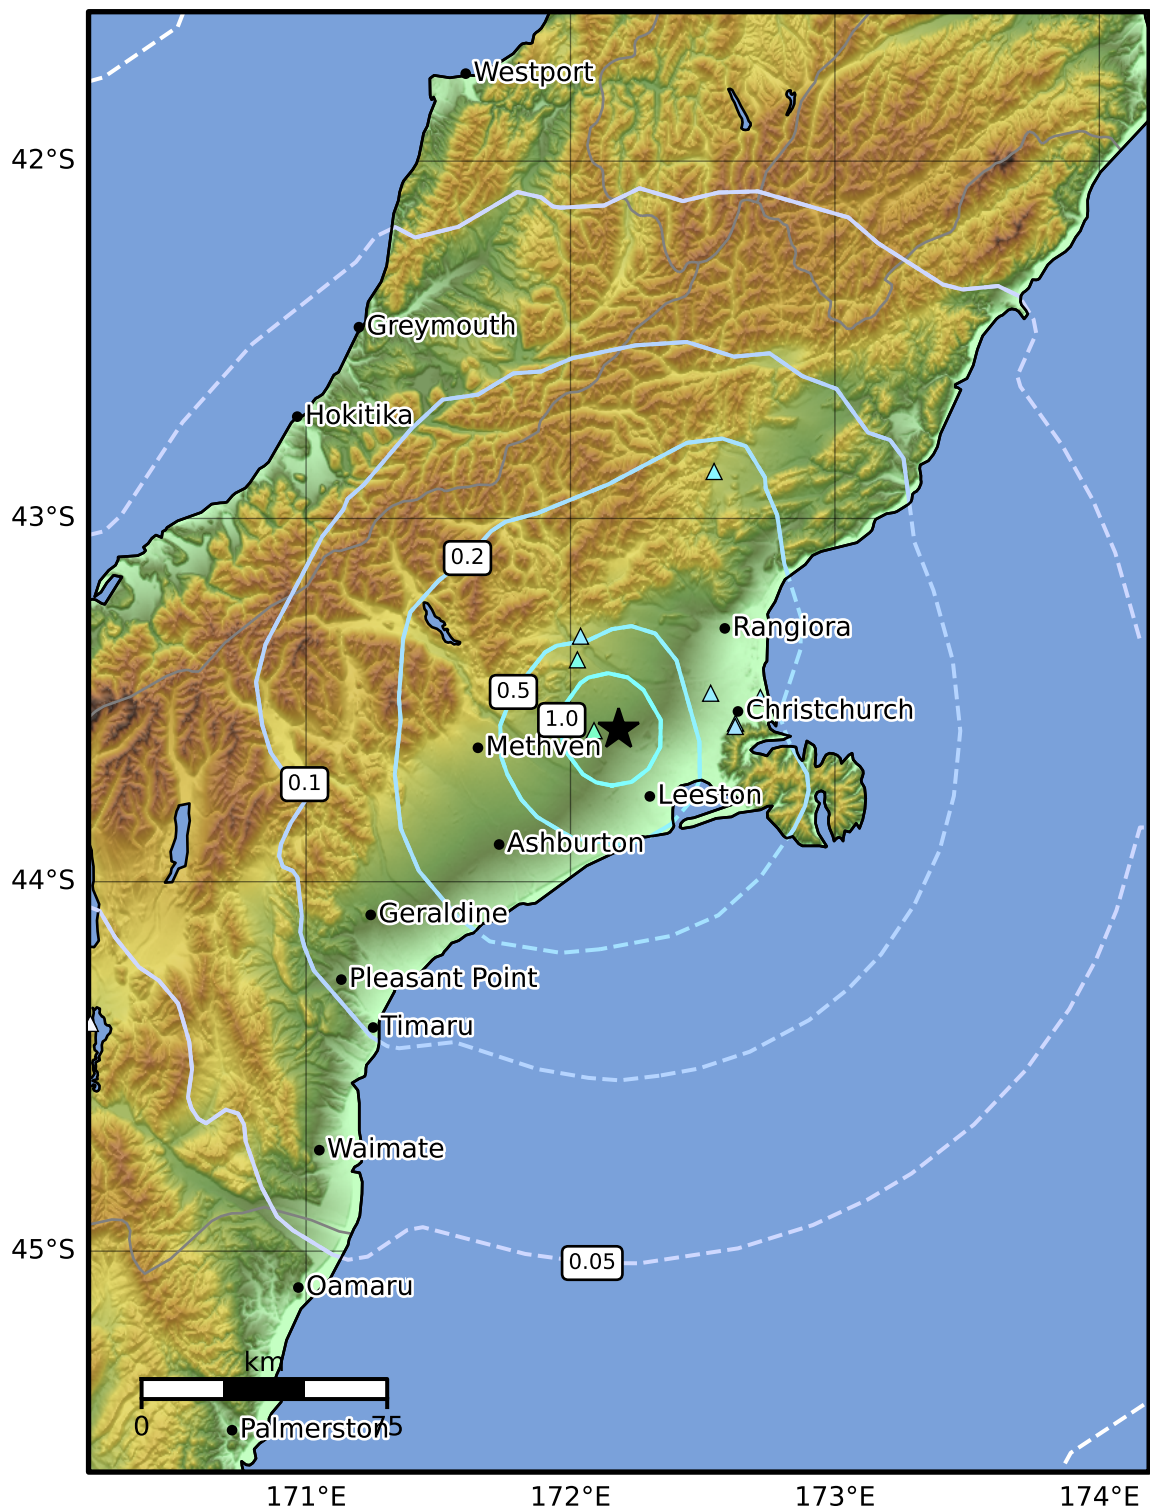 Westport
42°S
Greymouth
Hokitika
43°S
0.2
Rangiora
0.5
1.0
Christchurch
Methven
0.1
Leeston
Ashburton
44°S
Geraldine
Pleasant Point
Timaru
Waimate
45°S
0.05
Oamaru
km
0 75
Palmerston
171°E 172°E 173°E 174°E